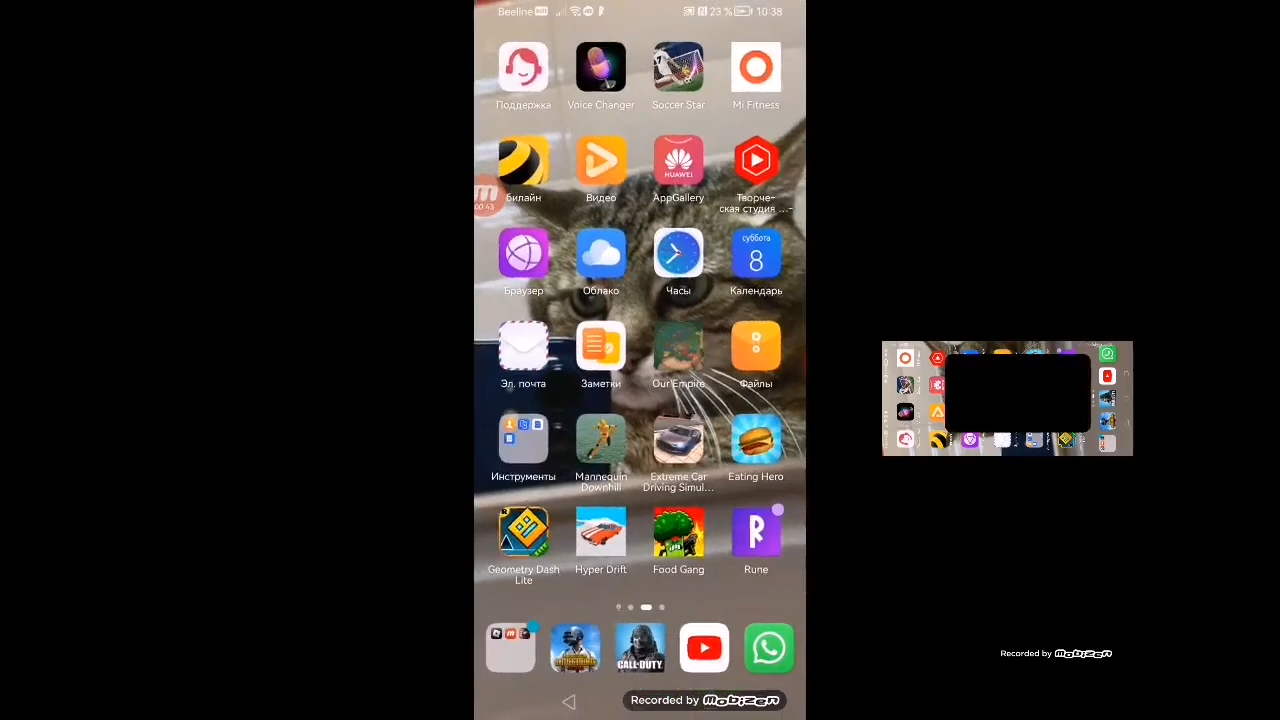 Beeline
23 %
10:38
Поддержка
Voice Changer
Soccer Star
Mi Fitness
HUAWEI
00:43
Билайн
Видео
AppGallery
Творче-
ская студия ...-
суббота
8
Браузер
Облако
Часы
Календарь
Эл. почта
Заметки
Our Empire
Файлы
Инструменты
Mannequin
Downhill
Extreme Car
Driving Simul...
Eating Hero
Geometry Dash
Lite
Hyper Drift
Food Gang
Rune
CALL-DUTY
Recorded by mobizen
Recorded by mobizen